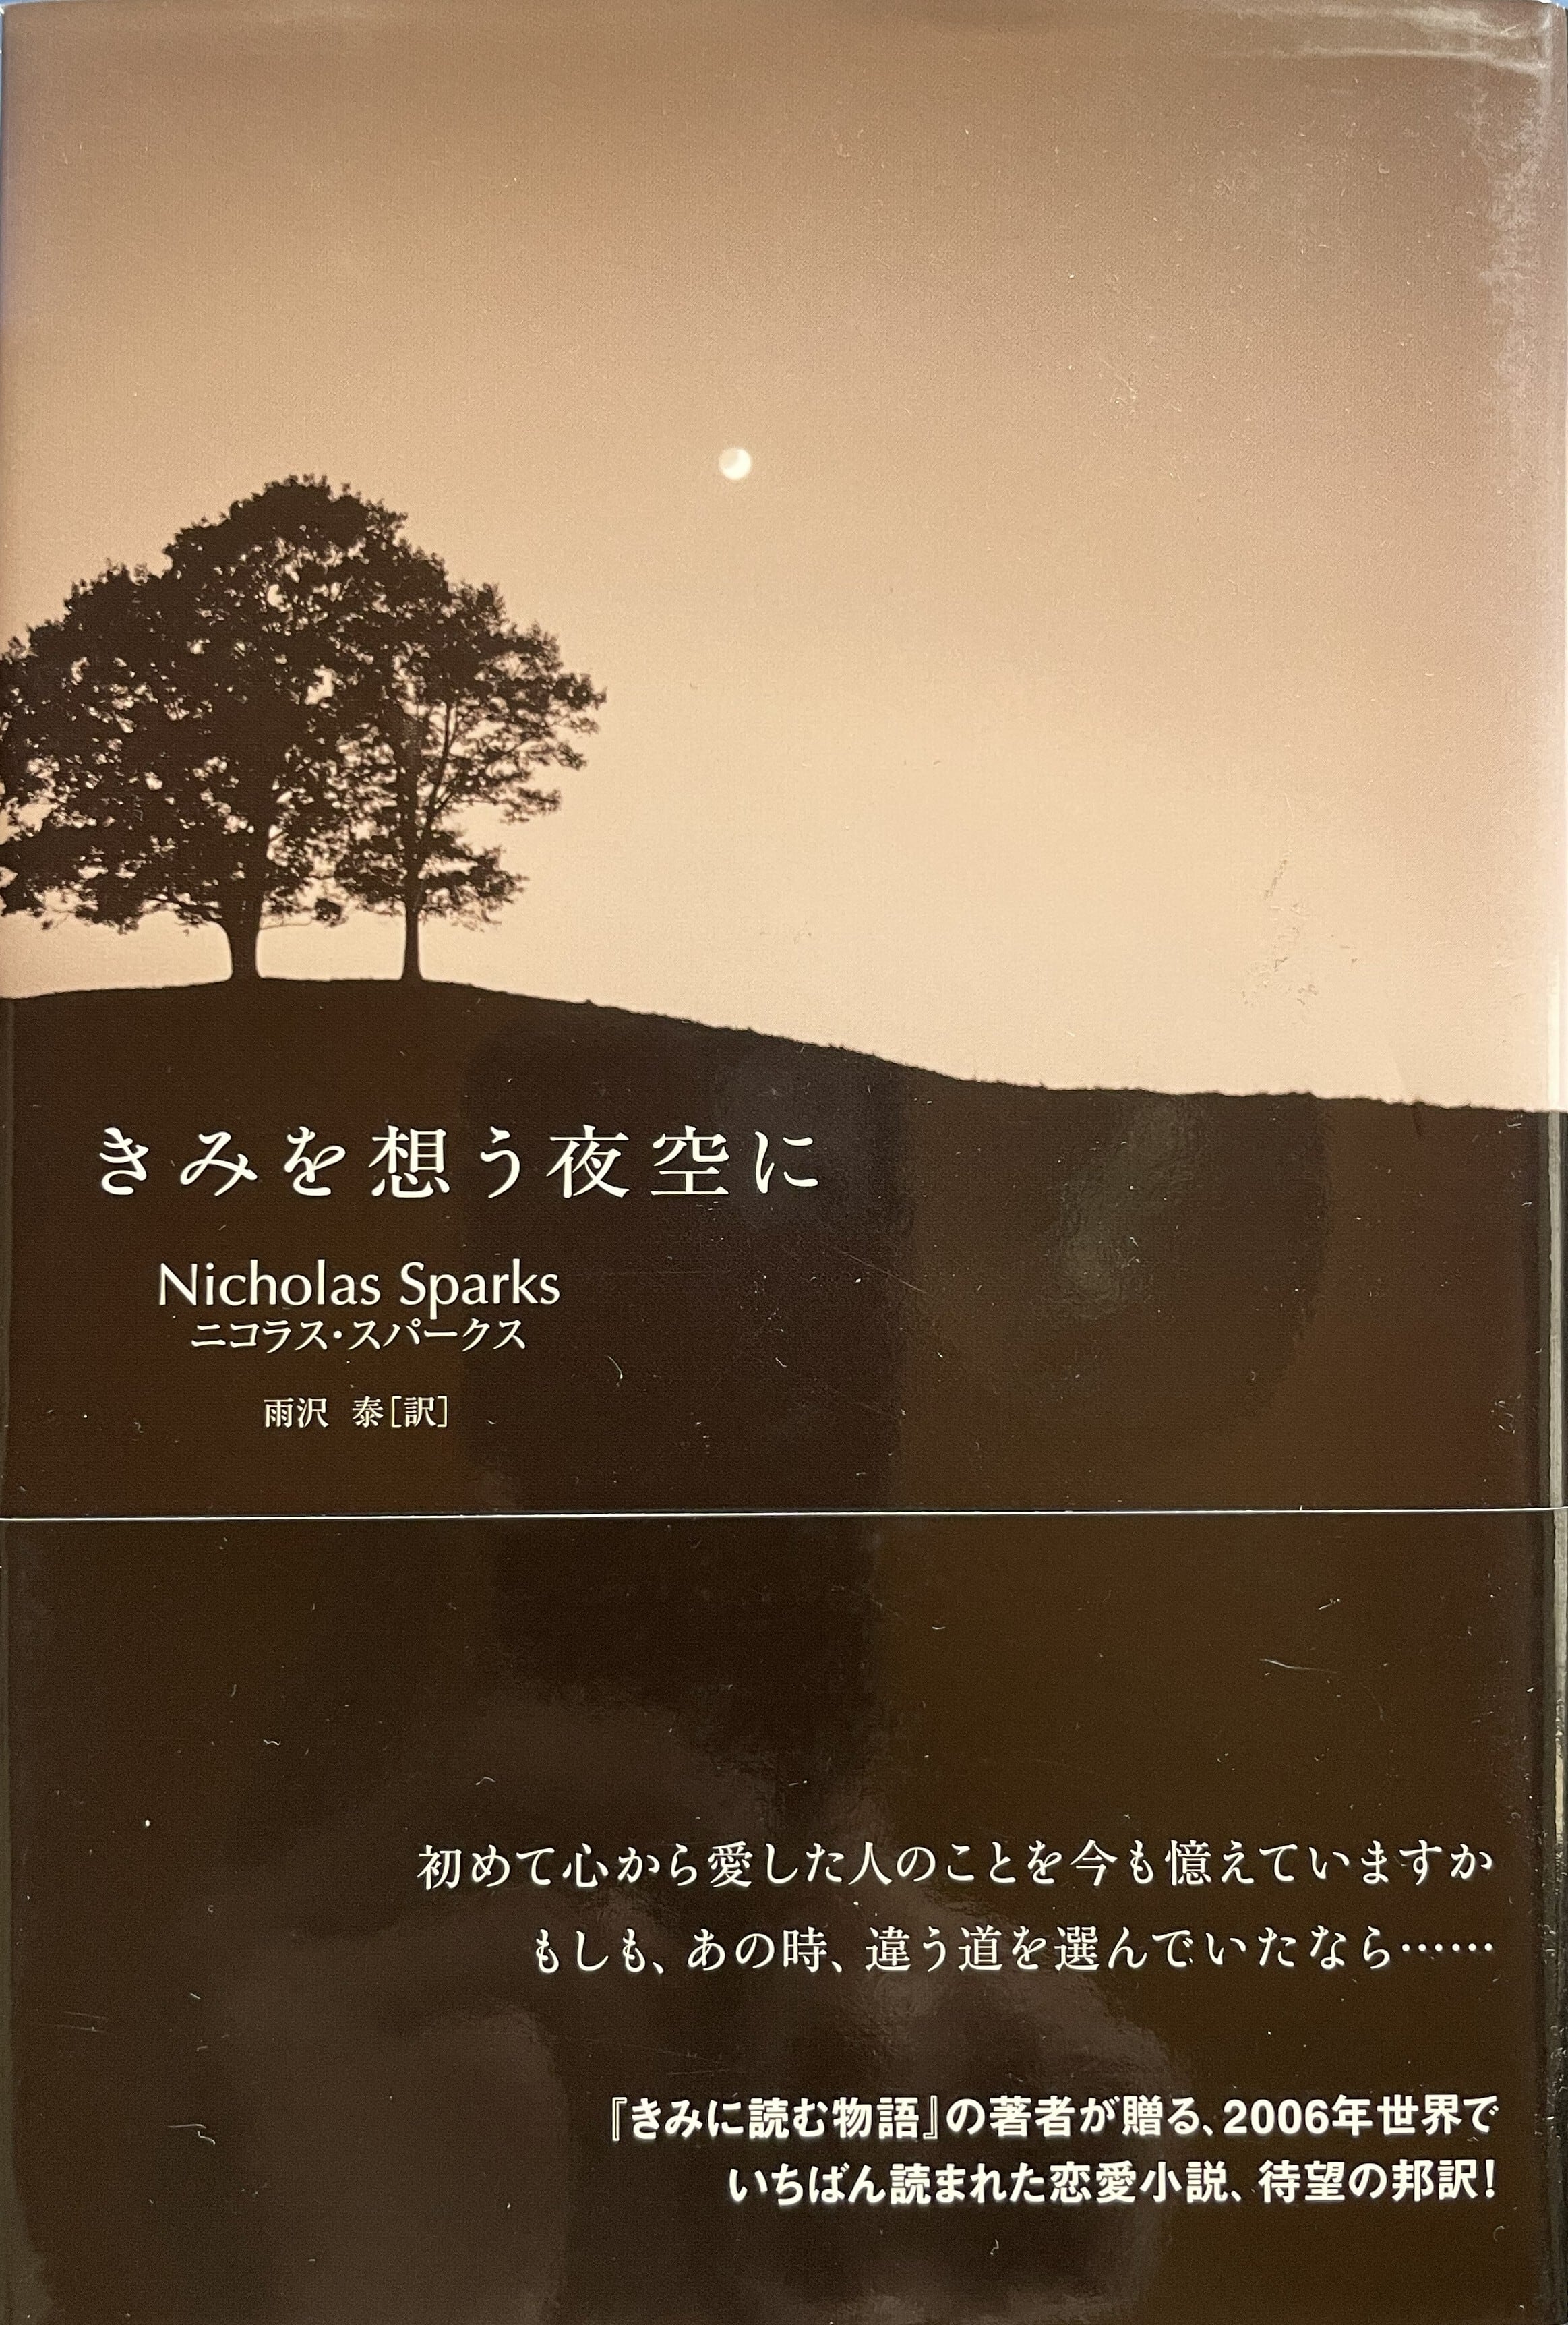 きみを想う夜空に
Nicholas Sparks
ニコラス・スパークス
雨沢 泰[訳]
初めて心から愛した人のことを今も憶えていますか
もしも、あの時、違う道を選んでいたなら……
『きみに読む物語』の著者が贈る、2006年世界で
いちばん読まれた恋愛小説、待望の邦訳!